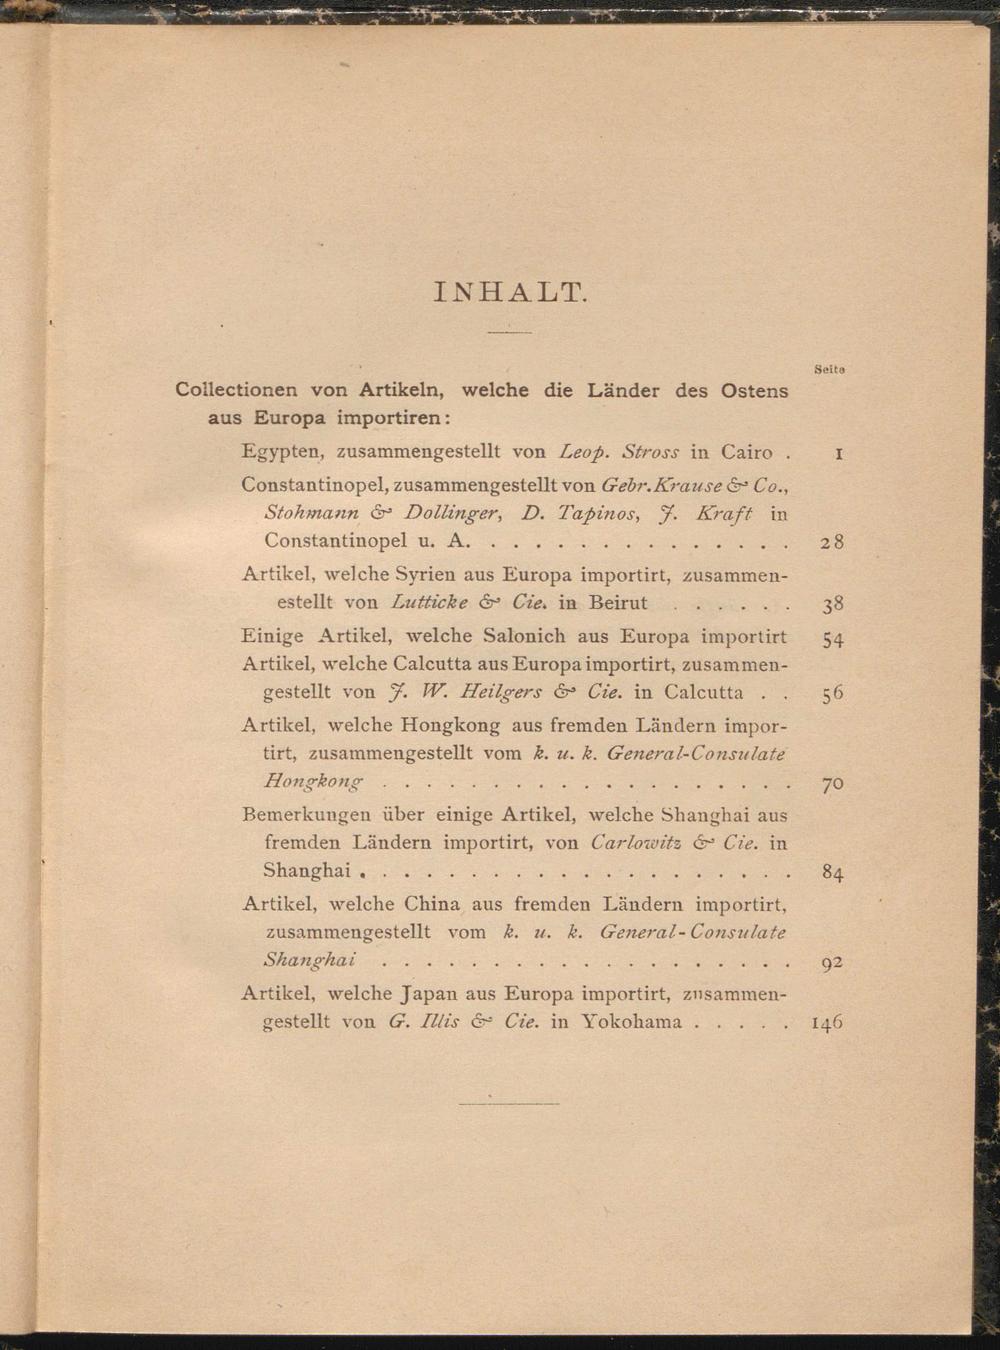 INHALT.
Seite
Collectionen von Artikeln, welche die Länder des Ostens
aus Europa importiren:
Egypten, zusammengestellt von Leop. Stross in Cairo . 1
Constantinopel, zusammengestellt von Gebr. Krause & Co.,
Stohmann & Dollinger, D. Tapinos, J. Kraft in
Constantinopel u. A. . . . . . . . . . . . . . . 28
Artikel, welche Syrien aus Europa importirt, zusammen-
estellt von Lutticke & Cie. in Beirut . . . . . . 38
Einige Artikel, welche Salonich aus Europa importirt 54
Artikel, welche Calcutta aus Europa importirt, zusammen-
gestellt von J. W. Heilgers & Cie. in Calcutta . . 56
Artikel, welche Hongkong aus fremden Ländern impor-
tirt, zusammengestellt vom k. u. k. General-Consulate
Hongkong . . . . . . . . . . . . . . . . . . . 70
Bemerkungen über einige Artikel, welche Shanghai aus
fremden Ländern importirt, von Carlowitz & Cie. in
Shanghai . . . . . . . . . . . . . . . . . . . . 84
Artikel, welche China aus fremden Ländern importirt,
zusammengestellt vom k. u. k. General-Consulate
Shanghai . . . . . . . . . . . . . . . . . . . 92
Artikel, welche Japan aus Europa importirt, znsammen-
gestellt von G. Illis & Cie. in Yokohama . . . . . 146